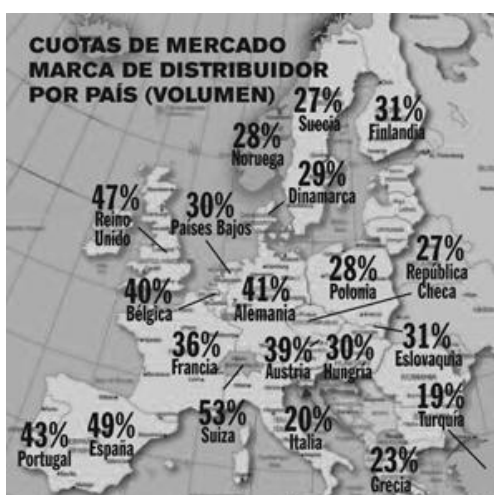 CUOTAS DE MERCADO
MARCA DE DISTRIBUIDOR
POR PAÍS (VOLUMEN)
27%
Suecia
31%
Finlandia
28%
Noruega
29%
Dinamarca
47%
Reino
Unido
30%
Países Bajos
27%
República
Checa
28%
Polonia
40%
Bélgica
41%
Alemania
36%
Francia
39%
Austria
30%
Hungría
31%
Eslovaquia
53%
Suiza
19%
Turquía
43%
Portugal
49%
España
20%
Italia
23%
Grecia